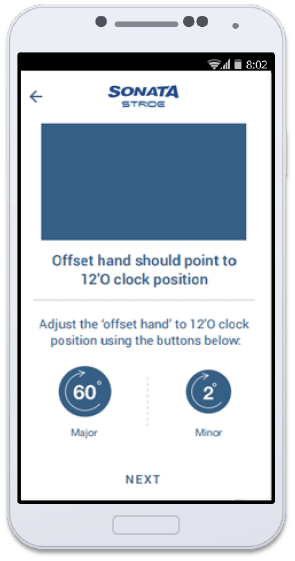 8:02
SONATA
STRIDE
Offset hand should point to
12'O clock position
Adjust the 'offset hand' to 12'O clock
position using the buttons below:
60° 2°
Major Minor
NEXT